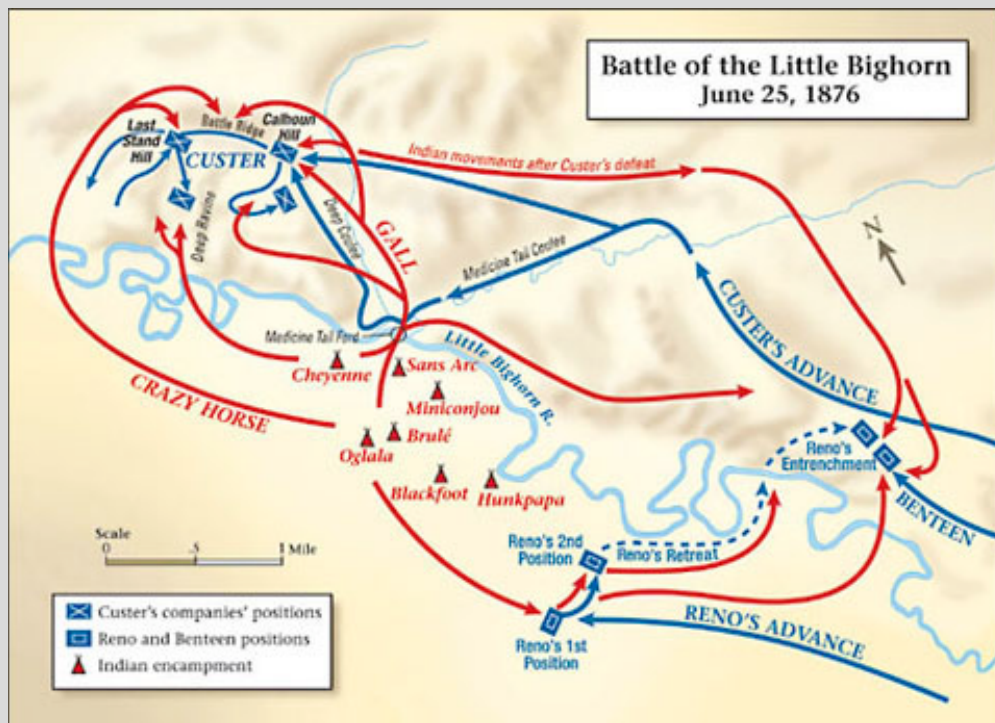 Battle of the Little Bighorn
June 25, 1876
Last
Stand
Hill
Battle Ridge
Calhoun
Hill
CUSTER
Indian movements after Custer's defeat
Deep Ravine
Deep Coulee
GALL
Medicine Tail Coulee
N
Medicine Tail Ford
Little Bighorn R.
CUSTER'S ADVANCE
Cheyenne
Sans Arc
Miniconjou
CRAZY HORSE
Brulé
Oglala
Blackfoot
Hunkpapa
Reno's
Entrenchment
BENTEEN
Scale
0 .5 1 Mile
Reno's 2nd
Position
Reno's Retreat
RENO'S ADVANCE
Reno's 1st
Position
Custer's companies' positions
Reno and Benteen positions
Indian encampment